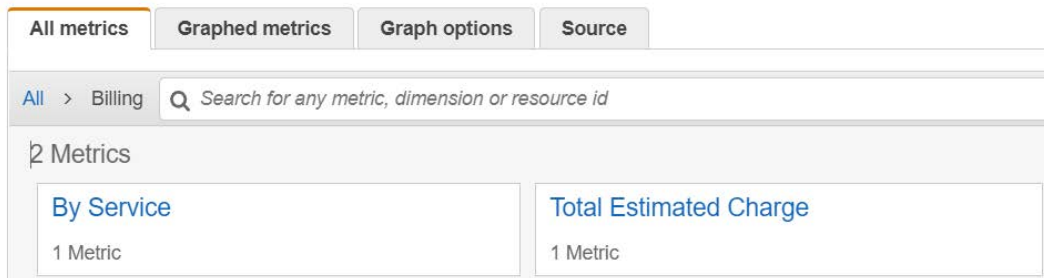 All metrics Graphed metrics Graph options Source
All > Billing Search for any metric, dimension or resource id
2 Metrics
By Service Total Estimated Charge
1 Metric 1 Metric